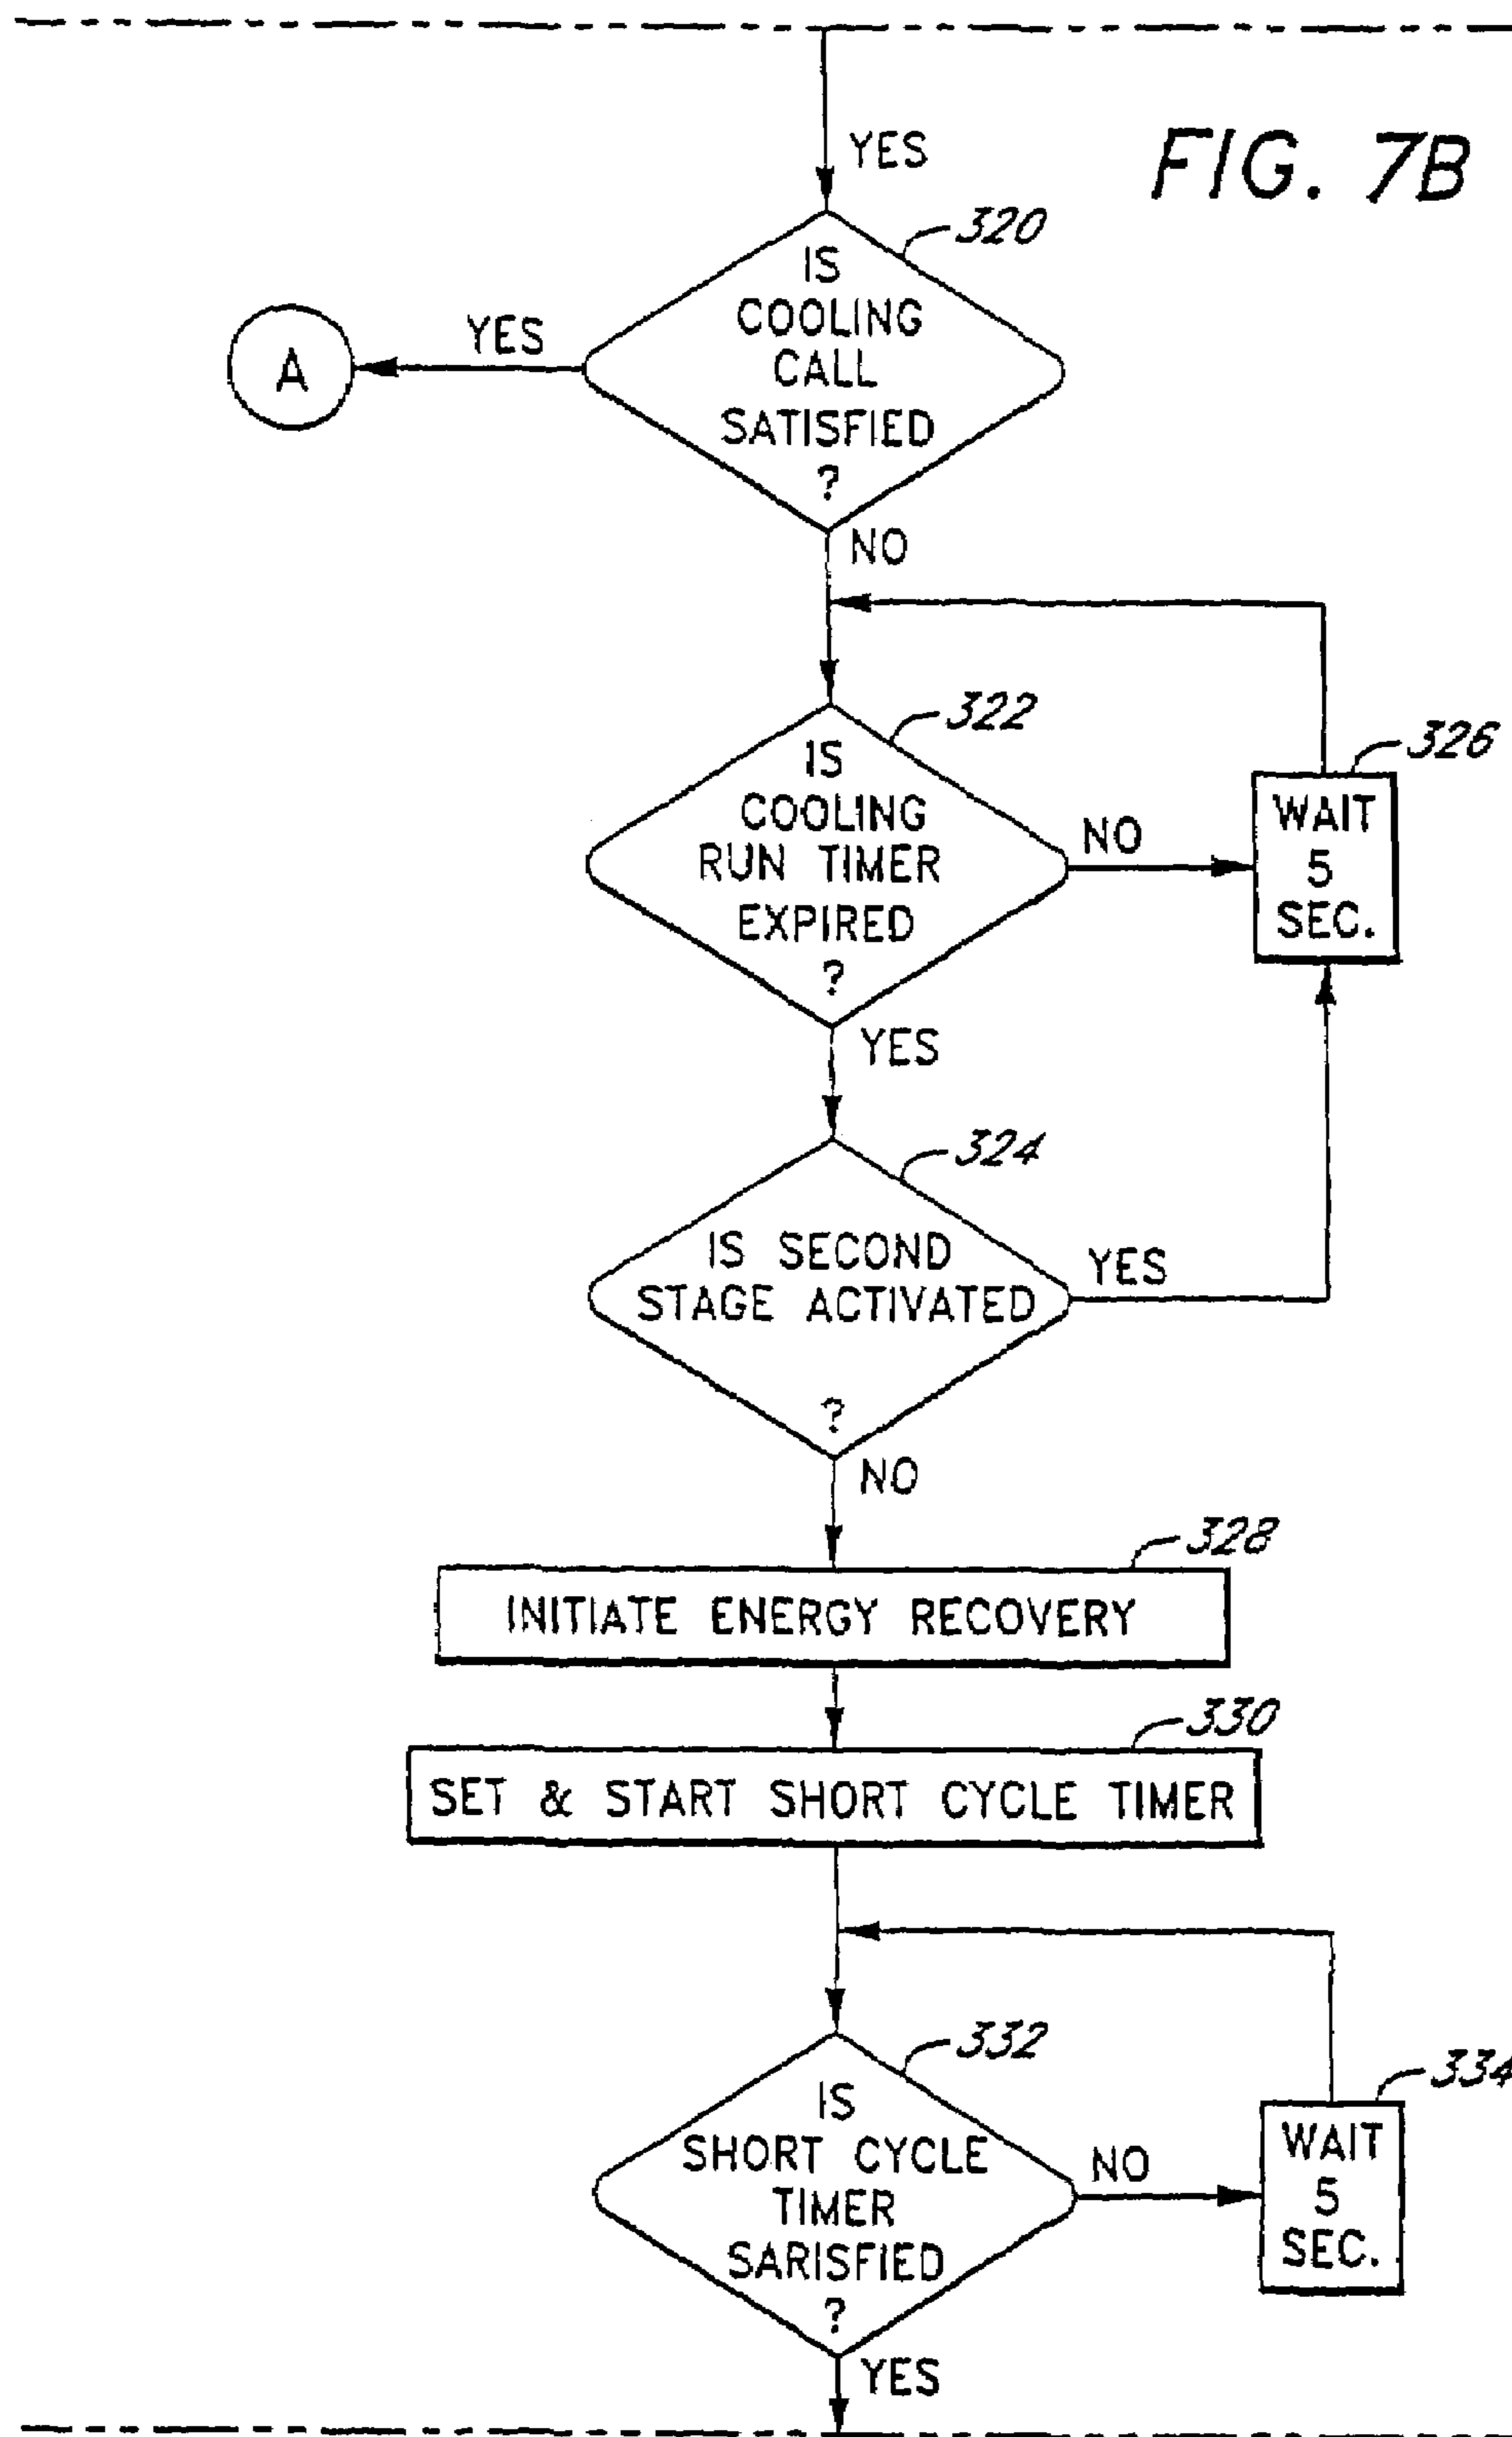 FIG. 7B
YES
320
IS
COOLING
CALL
SATISFIED
?
YES
A
NO
322
IS
COOLING
RUN TIMER
EXPIRED
?
NO
326
WAIT
5
SEC.
YES
324
IS SECOND
STAGE ACTIVATED
?
YES
NO
328
INITIATE ENERGY RECOVERY
330
SET & START SHORT CYCLE TIMER
332
IS
SHORT CYCLE
TIMER
SARISFIED
?
NO
334
WAIT
5
SEC.
YES